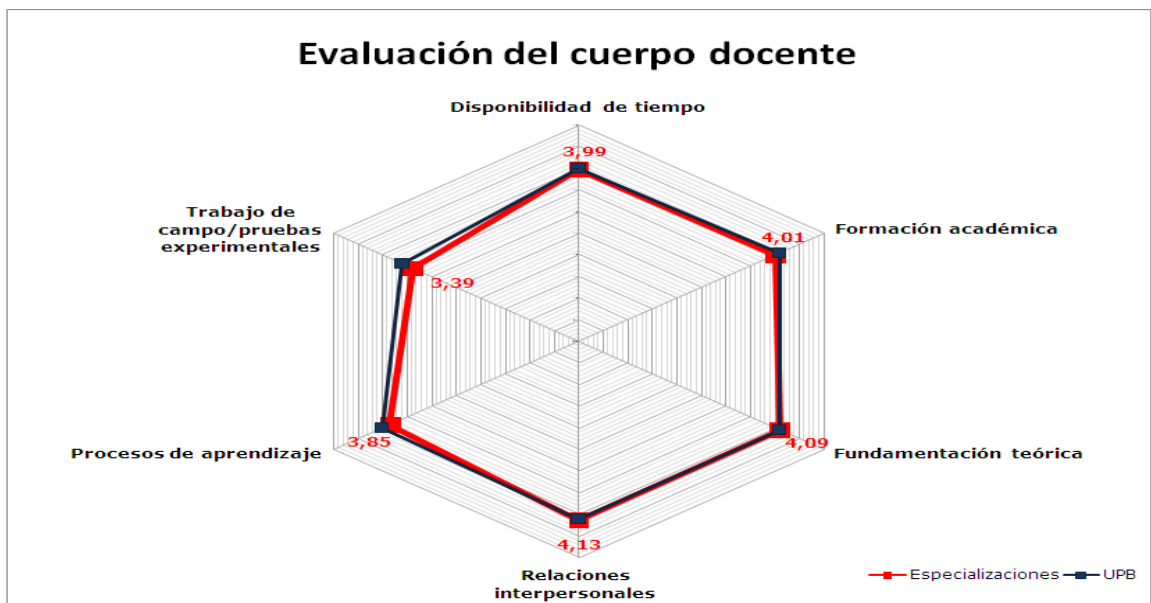 Evaluación del cuerpo docente
Disponibilidad de tiempo
3,99
Trabajo de
campo/pruebas
experimentales
4,01
Formación académica
3,39
Procesos de aprendizaje
3,85
4,09
Fundamentación teórica
4,13
Relaciones
interpersonales
Especializaciones
UPB